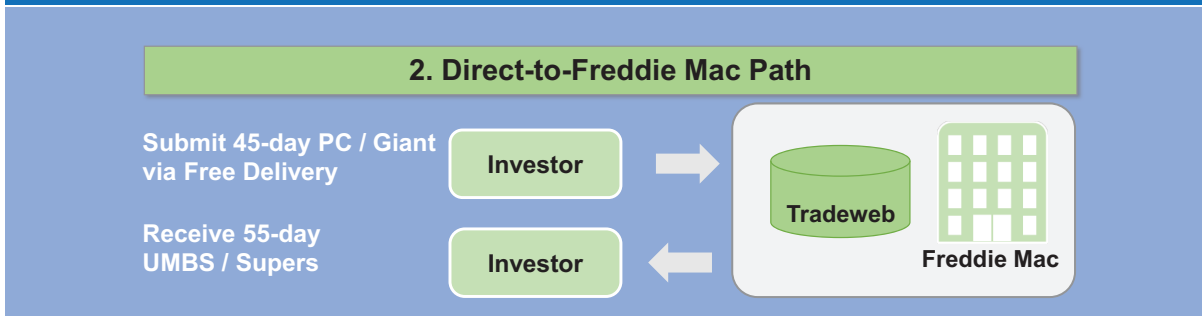 2. Direct-to-Freddie Mac Path
Submit 45-day PC / Giant
via Free Delivery
Investor
Tradeweb
Freddie Mac
Receive 55-day
UMBS / Supers
Investor